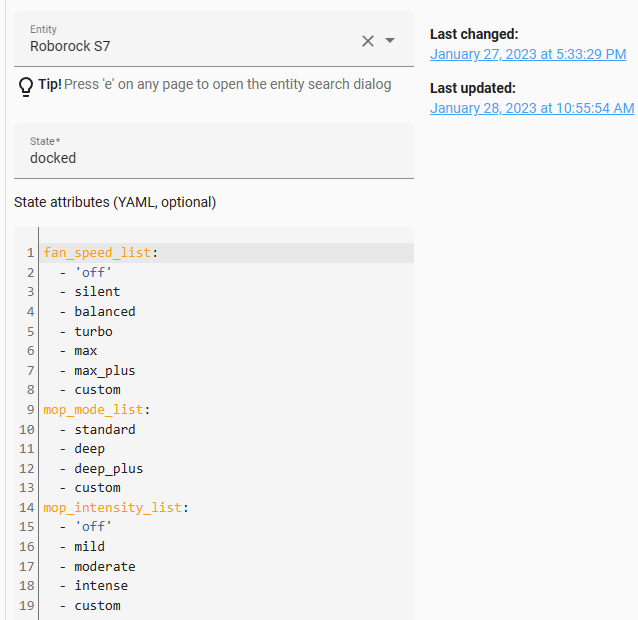 Entity
Roborock S7
Last changed:
January 27, 2023 at 5:33:29 PM
Tip! Press 'e' on any page to open the entity search dialog
Last updated:
January 28, 2023 at 10:55:54 AM
State*
docked
State attributes (YAML, optional)
1 fan_speed_list:
2 - 'off'
3 - silent
4 - balanced
5 - turbo
6 - max
7 - max_plus
8 - custom
9 mop_mode_list:
10 - standard
11 - deep
12 - deep_plus
13 - custom
14 mop_intensity_list:
15 - 'off'
16 - mild
17 - moderate
18 - intense
19 - custom